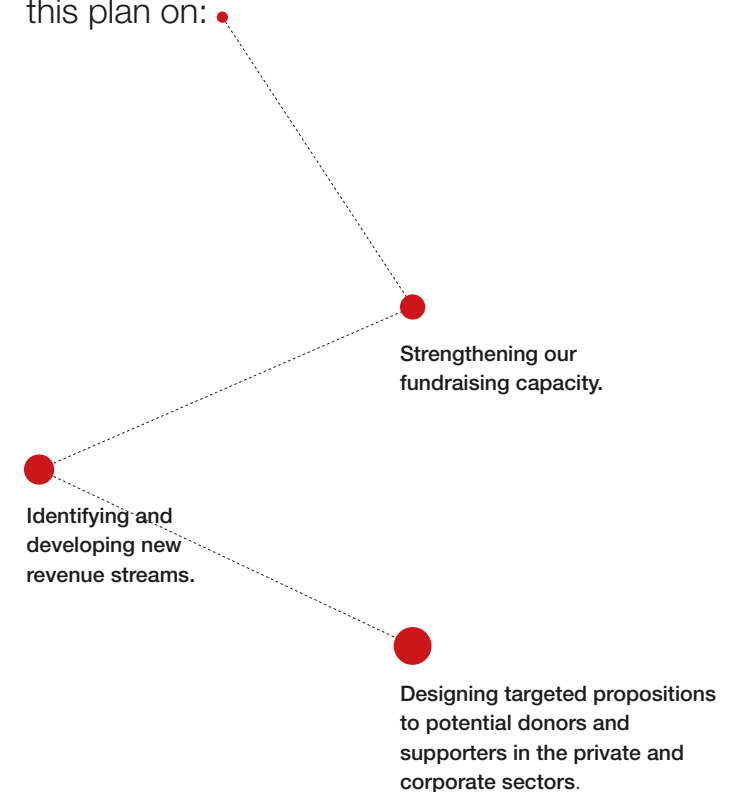 this plan on:
Strengthening our
fundraising capacity.
Identifying and
developing new
revenue streams.
Designing targeted propositions
to potential donors and
supporters in the private and
corporate sectors.